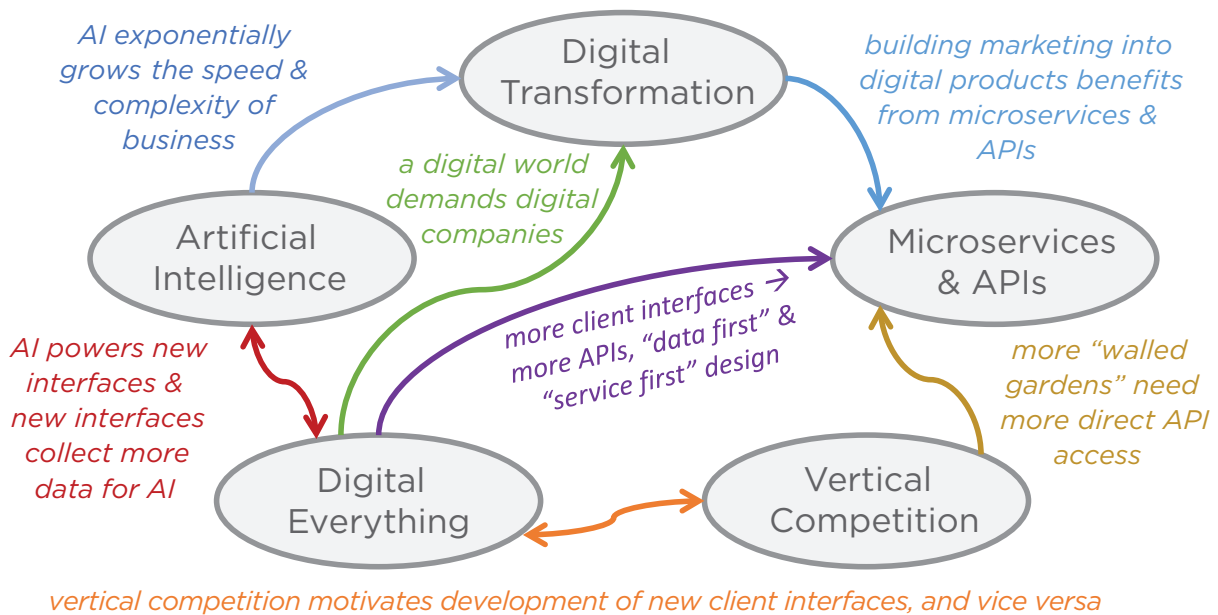 AI exponentially
grows the speed &
complexity of
business
Digital
Transformation
building marketing into
digital products benefits
from microservices &
APIs
a digital world
demands digital
companies
Artificial
Intelligence
Microservices
& APIs
more client interfaces →
more APIs, “data first” &
“service first” design
AI powers new
interfaces &
new interfaces
collect more
data for AI
more “walled
gardens” need
more direct API
access
Digital
Everything
Vertical
Competition
vertical competition motivates development of new client interfaces, and vice versa